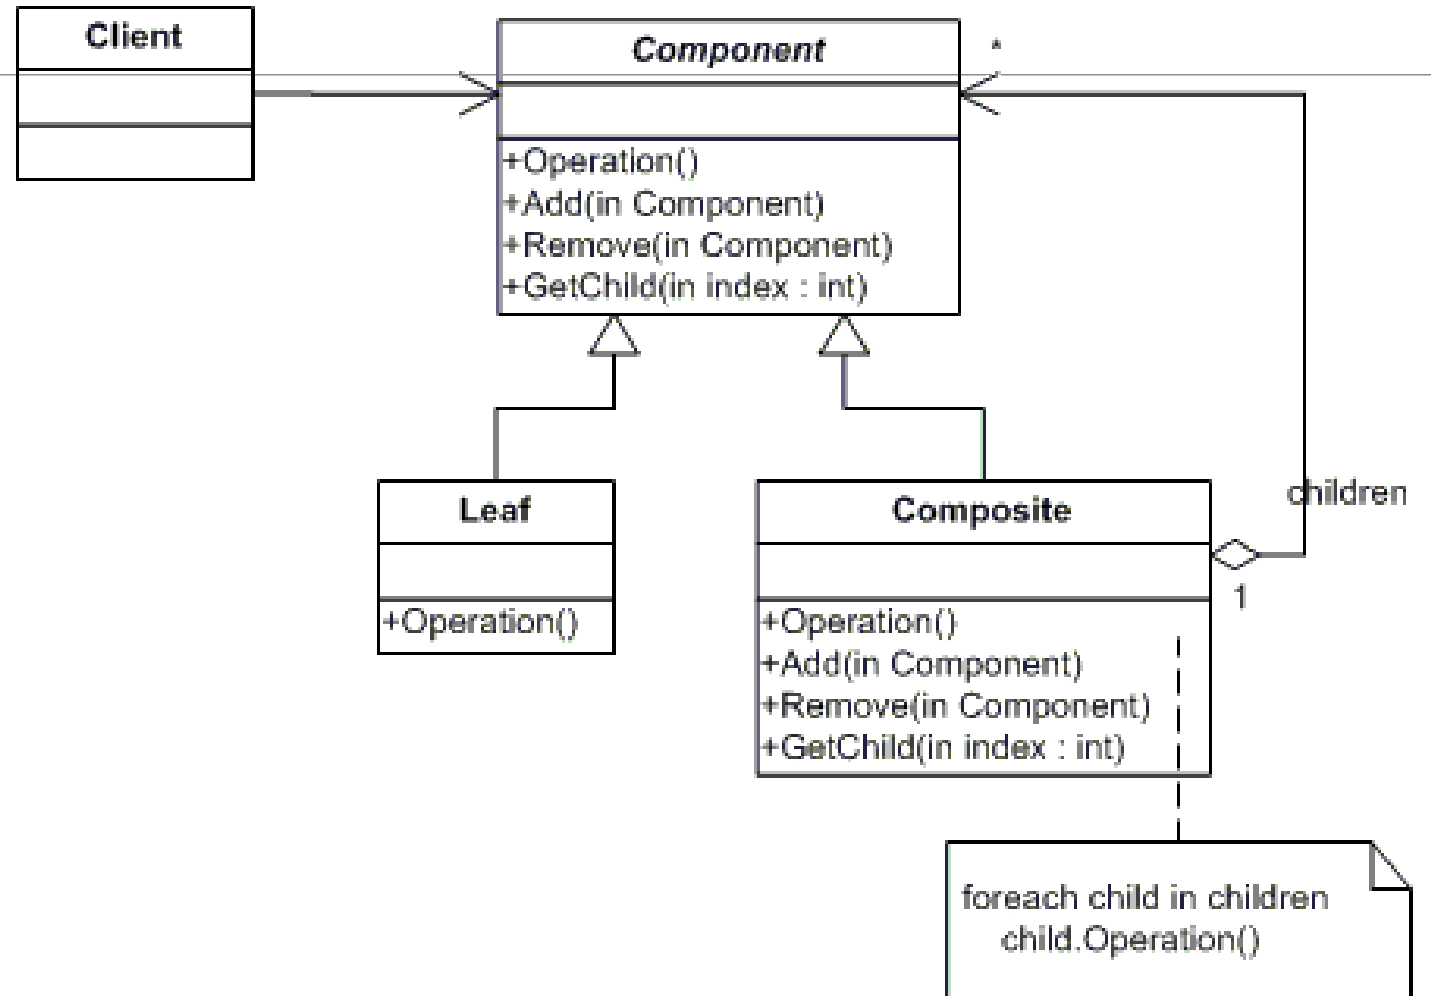 Client
Component
*
+Operation()
+Add(in Component)
+Remove(in Component)
+GetChild(in index : int)
Leaf
+Operation()
Composite
children
1
+Operation()
+Add(in Component)
+Remove(in Component)
+GetChild(in index : int)
foreach child in children
child.Operation()